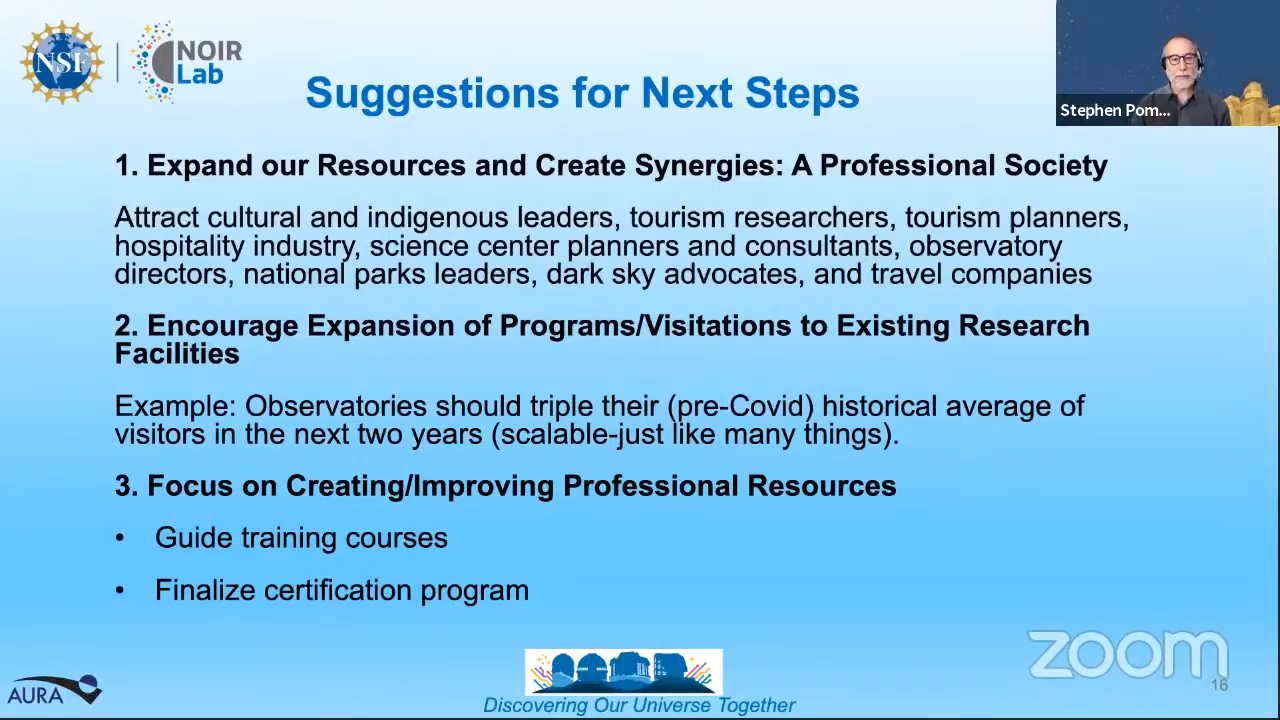 NSF
NOIR
Lab
Suggestions for Next Steps
Stephen Pom...
1. Expand our Resources and Create Synergies: A Professional Society
Attract cultural and indigenous leaders, tourism researchers, tourism planners,
hospitality industry, science center planners and consultants, observatory
directors, national parks leaders, dark sky advocates, and travel companies
2. Encourage Expansion of Programs/Visitations to Existing Research
Facilities
Example: Observatories should triple their (pre-Covid) historical average of
visitors in the next two years (scalable-just like many things).
3. Focus on Creating/Improving Professional Resources
• Guide training courses
• Finalize certification program
zoom
16
AURA
Discovering Our Universe Together